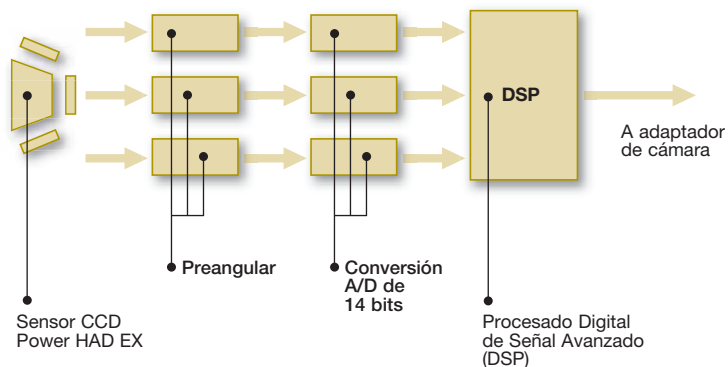 DSP
A adaptador
de cámara
Preangular
Conversión
A/D de
14 bits
Sensor CCD
Power HAD EX
Procesado Digital
de Señal Avanzado
(DSP)